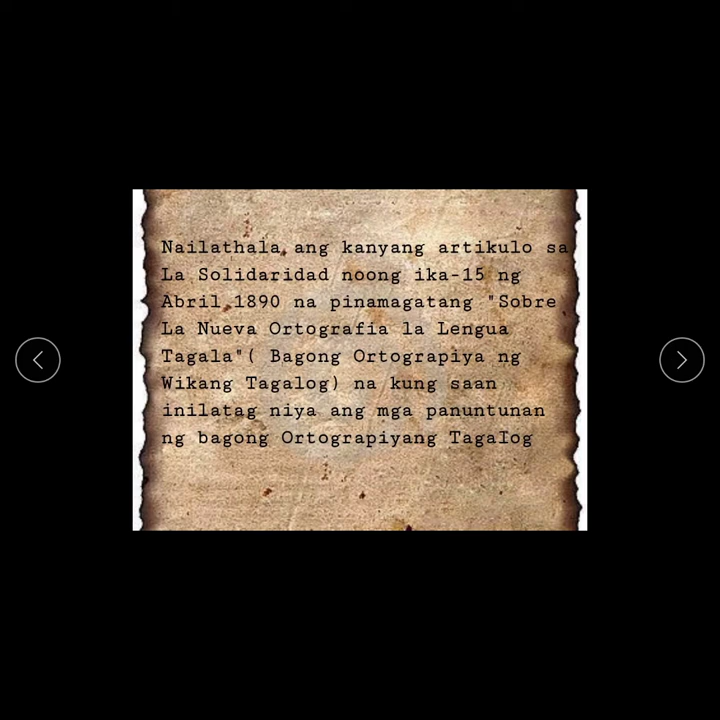 Nailathala ang kanyang artikulo sa
La Solidaridad noong ika-15 ng
Abril 1890 na pinamagatang "Sobre
La Nueva Ortografia la Lengua
Tagala"( Bagong Ortograpiya ng
Wikang Tagalog) na kung saan
inilatag niya ang mga panuntunan
ng bagong Ortograpiyang Tagalog